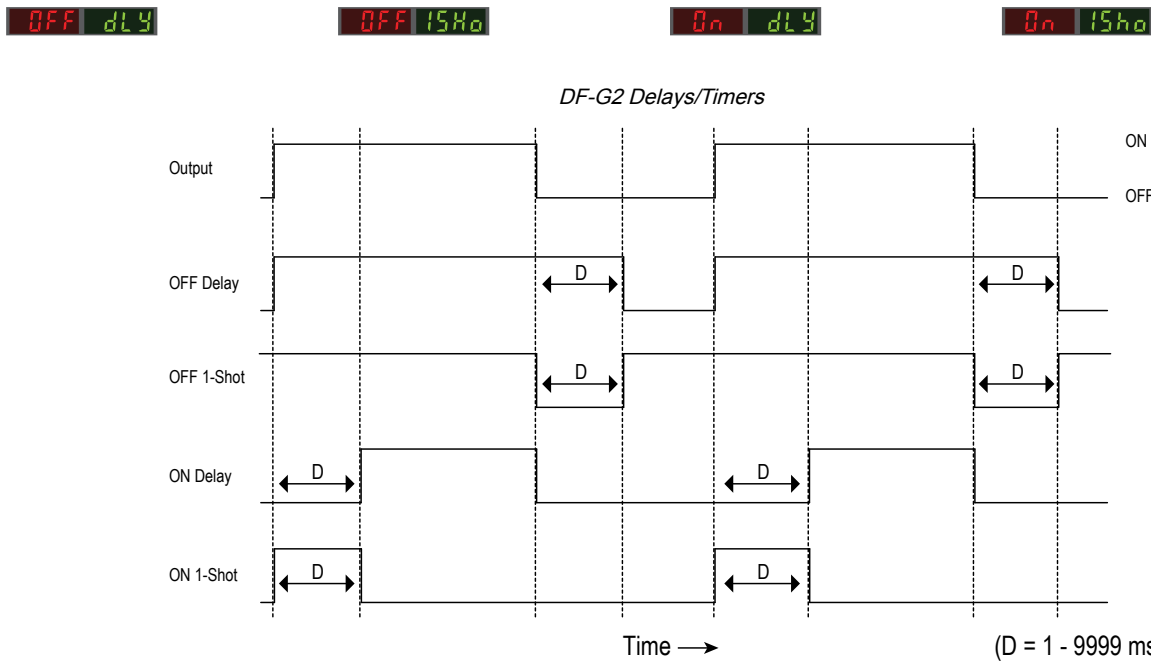 OFF dLY OFF 1SHo On dLY On 1Sho
DF-G2 Delays/Timers
Output
ON
OFF
OFF Delay
D
D
OFF 1-Shot
D
D
ON Delay
D
D
ON 1-Shot
D
D
Time
(D = 1 - 9999 ms